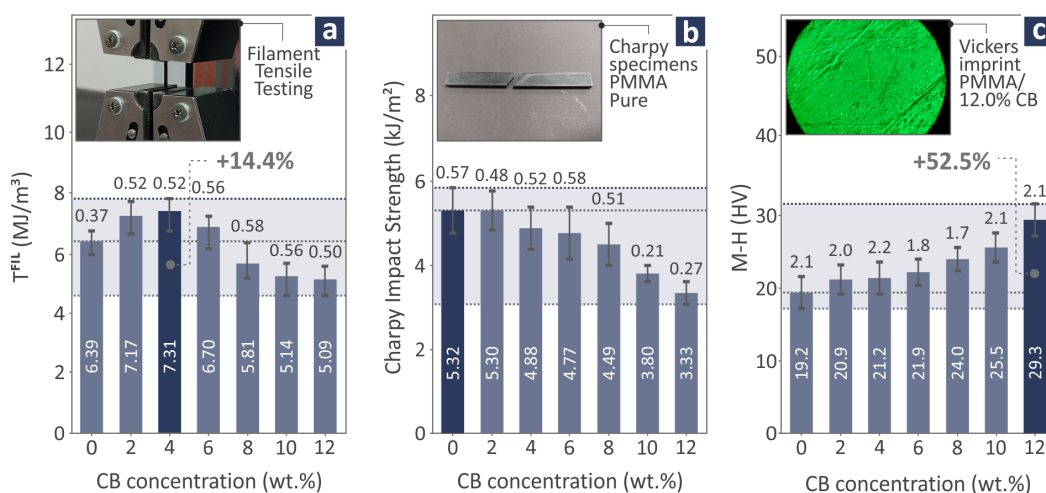 a
Filament
Tensile
Testing
+14.4%
T^FIL (MJ/m³)
12
10
8
6
4
2
0
0.37
0.52
0.52
0.56
0.58
0.56
0.50
6.39
7.17
7.31
6.70
5.81
5.14
5.09
0 2 4 6 8 10 12
CB concentration (wt.%)
b
Charpy
specimens
PMMA
Pure
Charpy Impact Strength (kJ/m²)
8
6
4
2
0
0.57
0.48
0.52
0.58
0.51
0.21
0.27
5.32
5.30
4.88
4.77
4.49
3.80
3.33
0 2 4 6 8 10 12
CB concentration (wt.%)
c
Vickers
imprint
PMMA/
12.0% CB
+52.5%
M-H (HV)
50
40
30
20
10
0
2.1
2.0
2.2
1.8
1.7
2.1
2.1
19.2
20.9
21.2
21.9
24.0
25.5
29.3
0 2 4 6 8 10 12
CB concentration (wt.%)